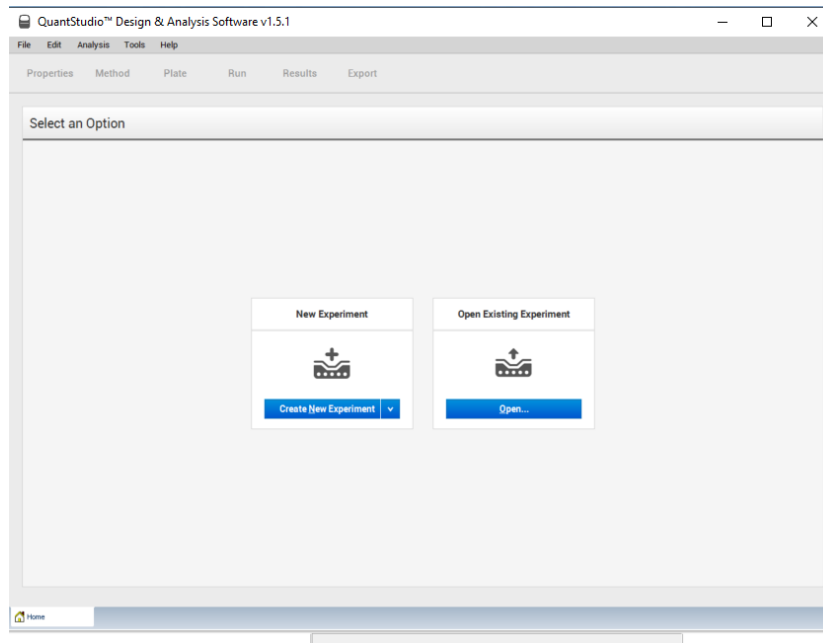 QuantStudio™ Design & Analysis Software v1.5.1
File Edit Analysis Tools Help
Properties Method Plate Run Results Export
Select an Option
New Experiment Open Existing Experiment
Create New Experiment Open...
Home